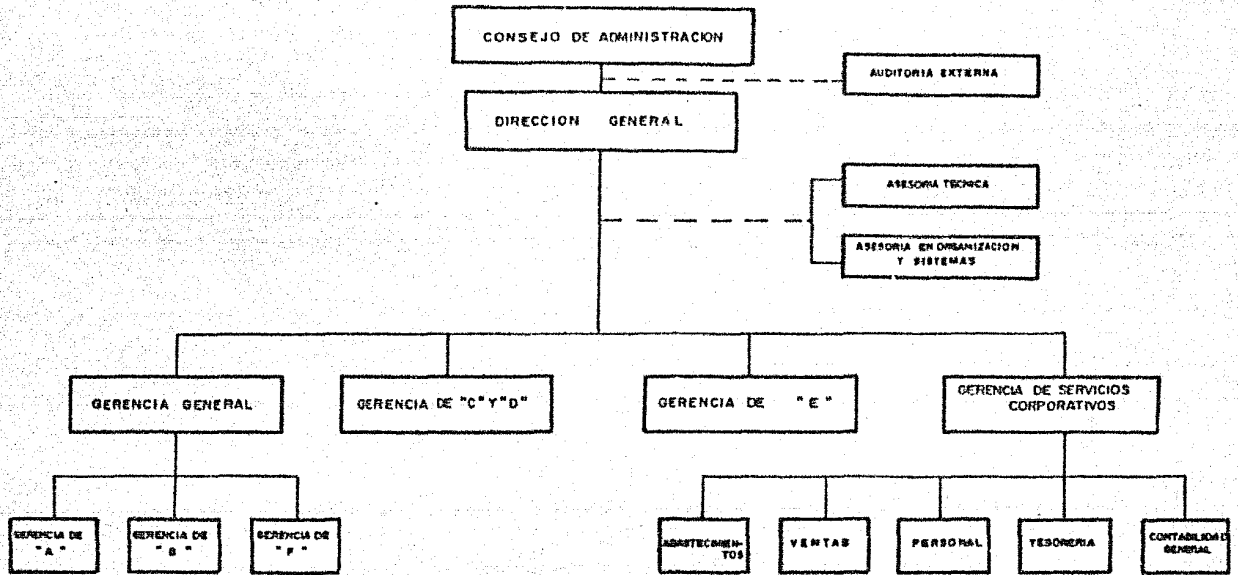 CONSEJO DE ADMINISTRACION
AUDITORIA EXTERNA
DIRECCION GENERAL
ASESORIA TECNICA
ASESORIA EN ORGANIZACION
Y SISTEMAS
GERENCIA GENERAL
GERENCIA DE "C" Y "D"
GERENCIA DE "E"
GERENCIA DE SERVICIOS
CORPORATIVOS
GERENCIA DE
"A"
GERENCIA DE
"B"
GERENCIA DE
"F"
ABASTECIMIEN-
TOS
VENTAS
PERSONAL
TESORERIA
CONTABILIDAD
GENERAL